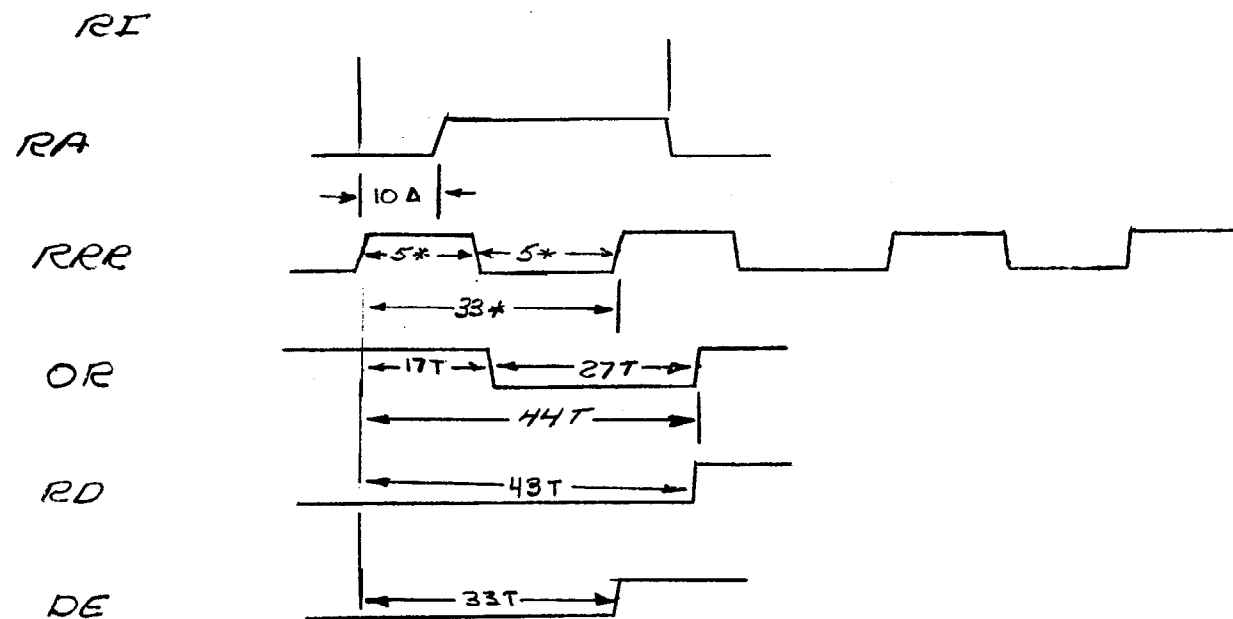 RI
RA
10 Δ
RRR
5* 5*
33*
OR
17T 27T
44T
RD
43T
DE
33T